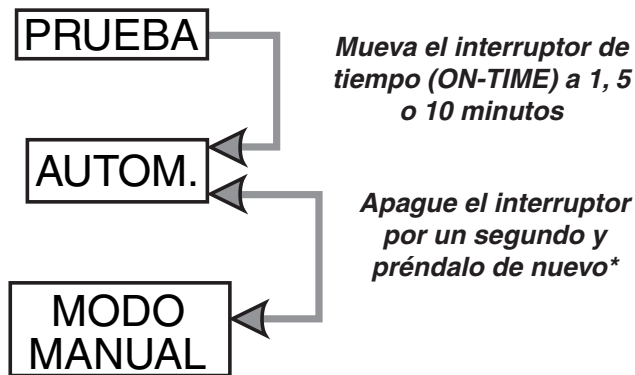 PRUEBA
Mueva el interruptor de
tiempo (ON-TIME) a 1, 5
o 10 minutos
AUTOM.
Apague el interruptor
por un segundo y
préndalo de nuevo*
MODO
MANUAL